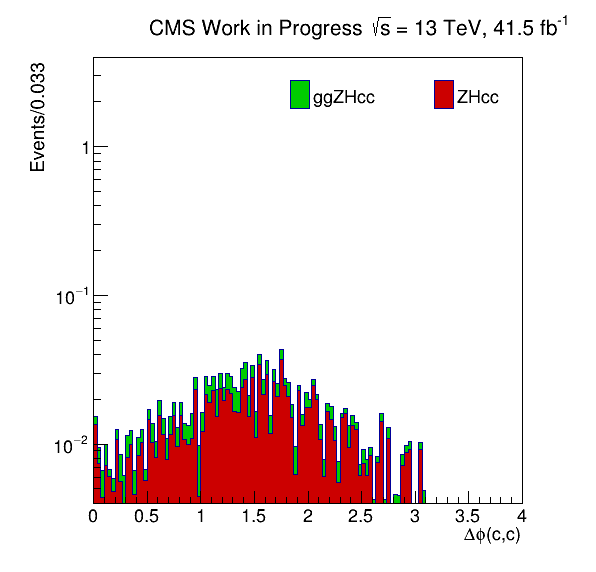 CMS Work in Progress √s = 13 TeV, 41.5 fb⁻¹
Events/0.033
ggZHcc ZHcc
1
10⁻¹
10⁻²
0 0.5 1 1.5 2 2.5 3 3.5 4
Δϕ(c,c)